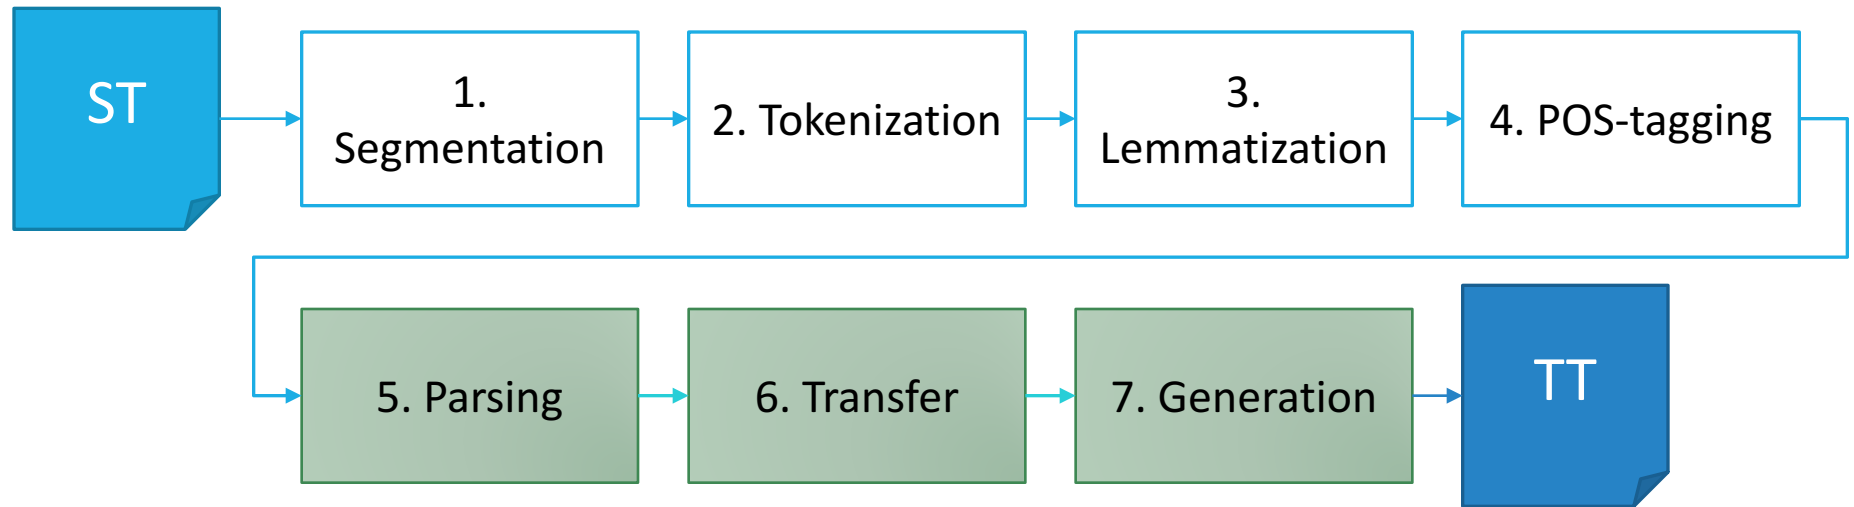 ST
1.
Segmentation
2. Tokenization
3.
Lemmatization
4. POS-tagging
5. Parsing
6. Transfer
7. Generation
TT